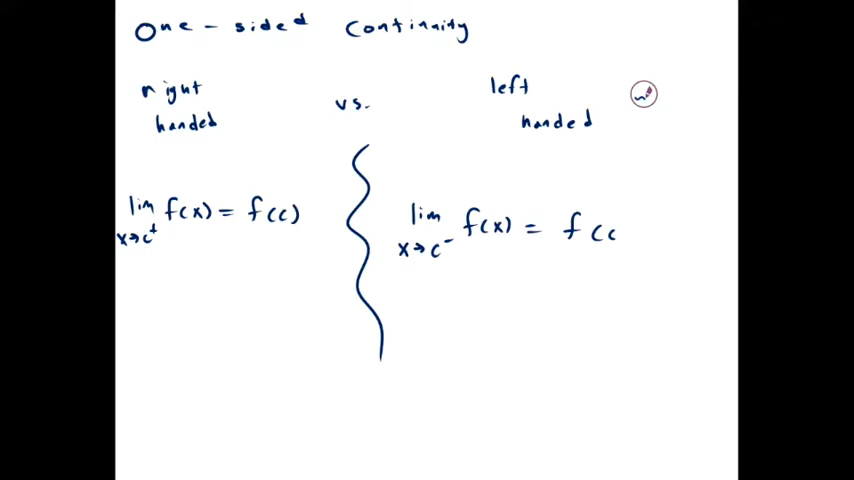 One-sided Continuity
right
handed
vs.
left
handed
lim f(x) = f(c)
x→c⁺
lim f(x) = f(c
x→c⁻